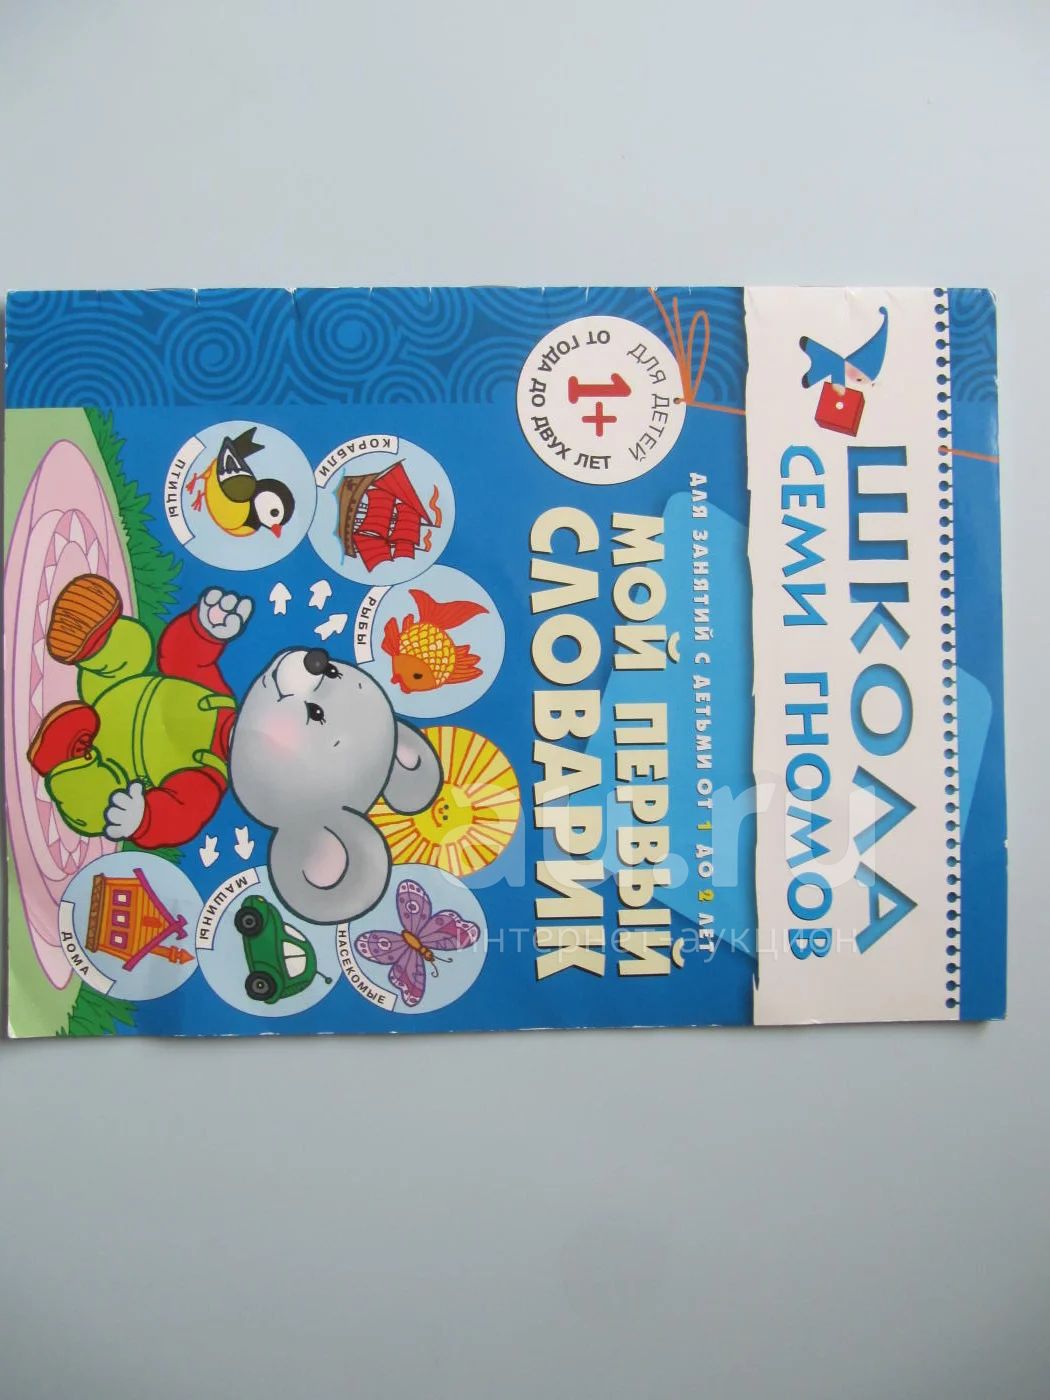 ШКОЛА
СЕМИ ГНОМОВ
ДЛЯ ЗАНЯТИЙ С ДЕТЬМИ ОТ 1 ДО 2 ЛЕТ
ДЛЯ ДЕТЕЙ
1+
ОТ ГОДА ДО ДВУХ ЛЕТ
МОЙ ПЕРВЫЙ
СЛОВАРИК
КОРАБЛИ
РЫБЫ
ПТИЦЫ
НАСЕКОМЫЕ
МАШИНЫ
ДОМА
au.ru
интернет-аукцион